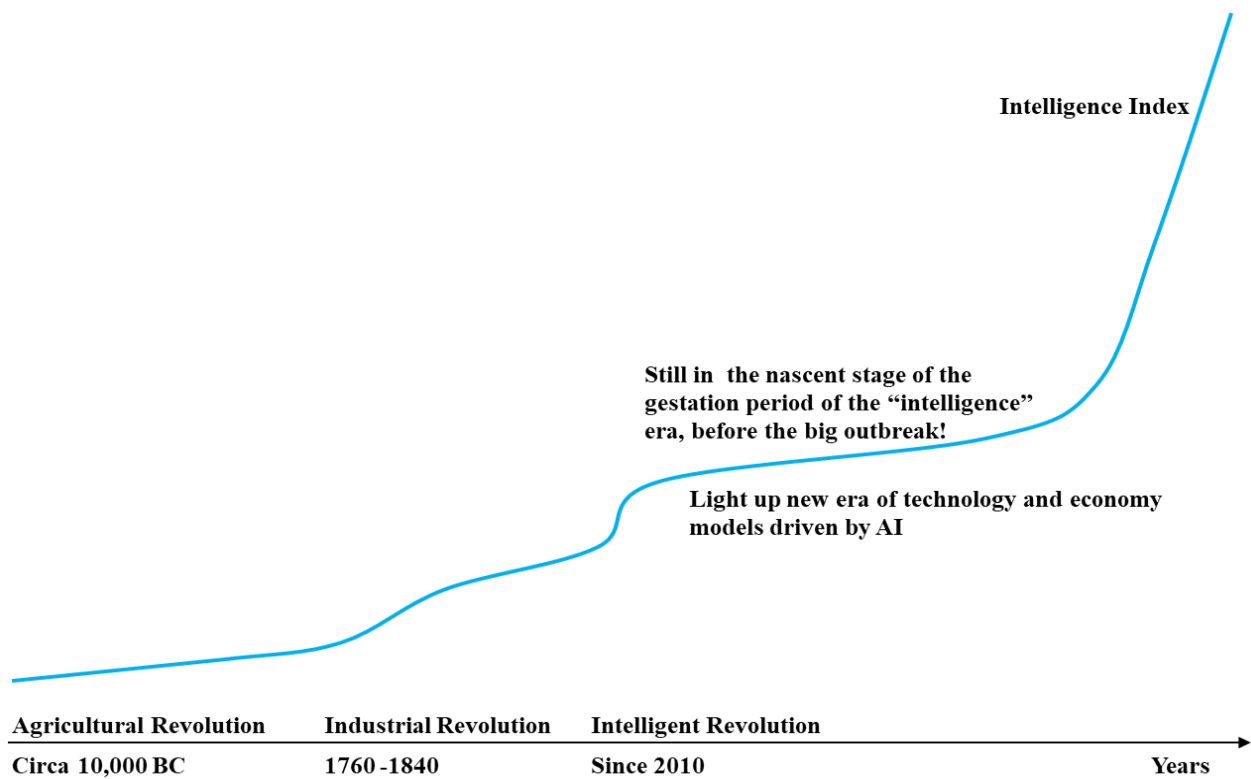 Intelligence Index
Still in the nascent stage of the
gestation period of the “intelligence”
era, before the big outbreak!
Light up new era of technology and economy
models driven by AI
Agricultural Revolution Industrial Revolution Intelligent Revolution
Circa 10,000 BC 1760 -1840 Since 2010 Years